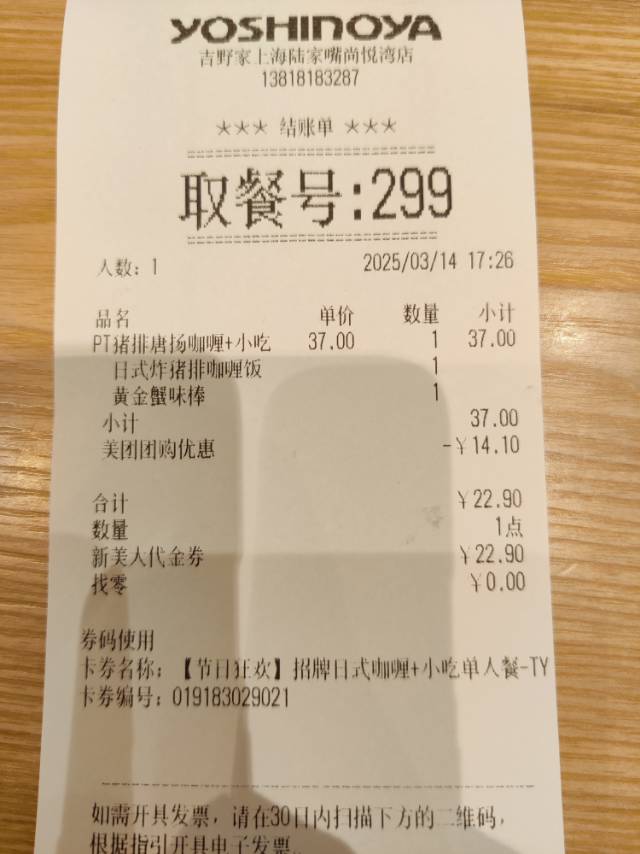 YOSHINOYA
吉野家上海陆家嘴尚悦湾店
13818183287
*** 结账单 ***
取餐号:299
人数: 1 2025/03/14 17:26
品名 单价 数量 小计
PT猪排唐扬咖喱+小吃 37.00 1 37.00
日式炸猪排咖喱饭 1
黄金蟹味棒 1
小计 37.00
美团团购优惠 -¥14.10
合计 ¥22.90
数量 1点
新美大代金券 ¥22.90
找零 ¥0.00
券码使用
卡券名称: 【节日狂欢】招牌日式咖喱+小吃单人餐-TY
卡券编号: 019183029021
如需开具发票, 请在30日内扫描下方的二维码,
根据指引开具电子发票。